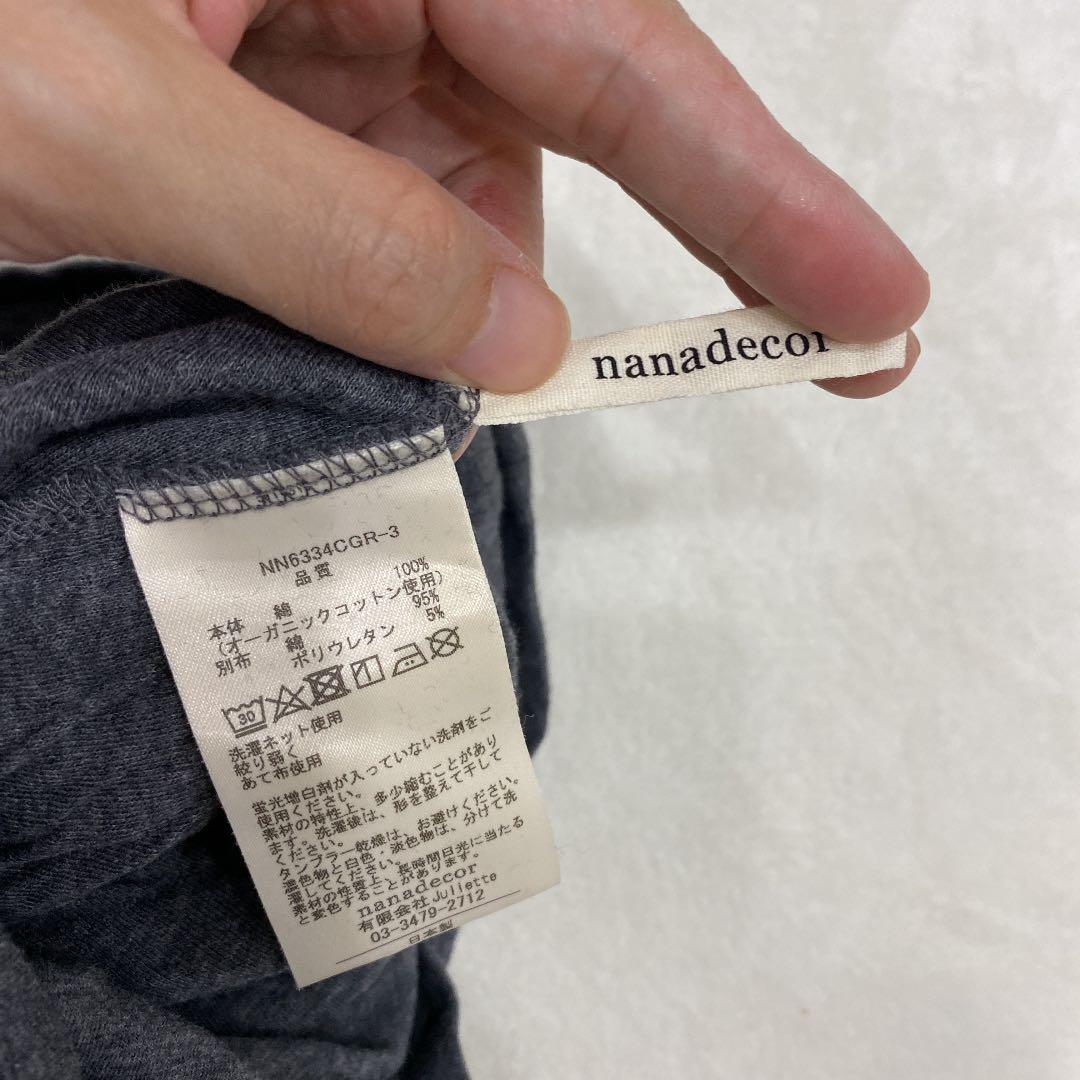 nanadecor
NN6334CGR-3
品質
本体 綿 100%
(オーガニックコットン使用)
別布 綿 95%
ポリウレタン 5%
30
洗濯ネット使用
絞り弱く
あて布使用
蛍光増白剤が入っていない洗剤をご
使用ください。
素材の特性上、多少縮むことがあり
ます。洗濯後は、形を整えて干して
ください。
タンブラー乾燥は、お避けください。
濃色物と白色・淡色物は、分けて洗
濯してください。
素材の性質上、長時間日光に当たる
と変色することがあります。
nanadecor
有限会社Juliette
03-3479-2712
日本製